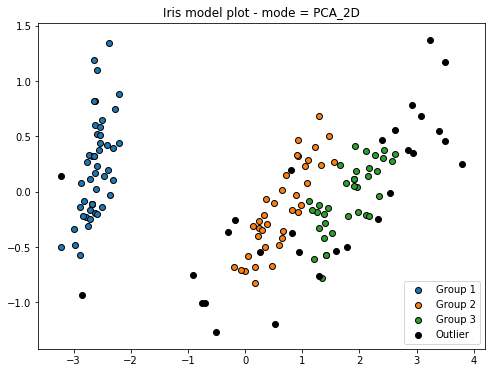 Iris model plot - mode = PCA_2D
1.5
1.0
0.5
0.0
−0.5
−1.0
−3
−2
−1
0
1
2
3
4
Group 1
Group 2
Group 3
Outlier